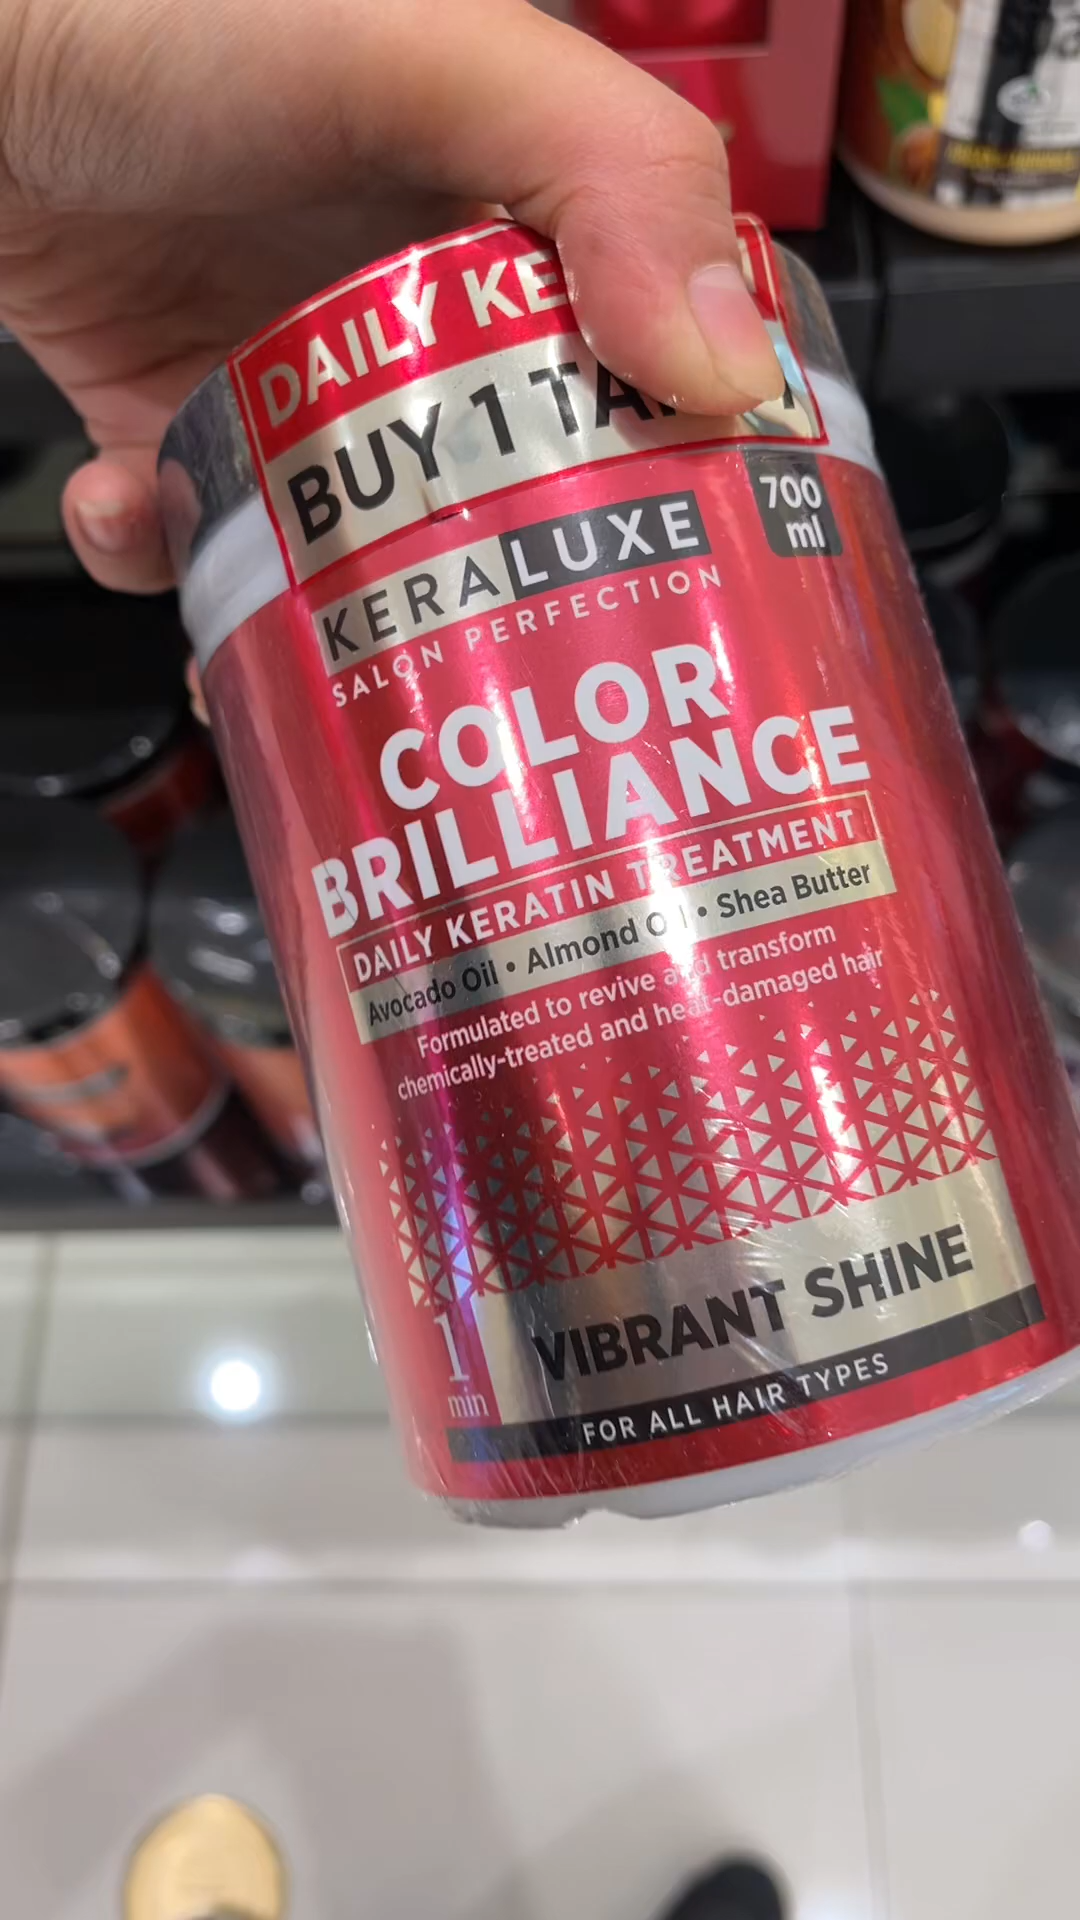 DAILY KE
BUY 1 TA
700
ml
KERALUXE
SALON PERFECTION
COLOR
BRILLIANCE
DAILY KERATIN TREATMENT
Avocado Oil • Almond Oil • Shea Butter
Formulated to revive and transform
chemically-treated and heat-damaged hair
1
min
VIBRANT SHINE
FOR ALL HAIR TYPES